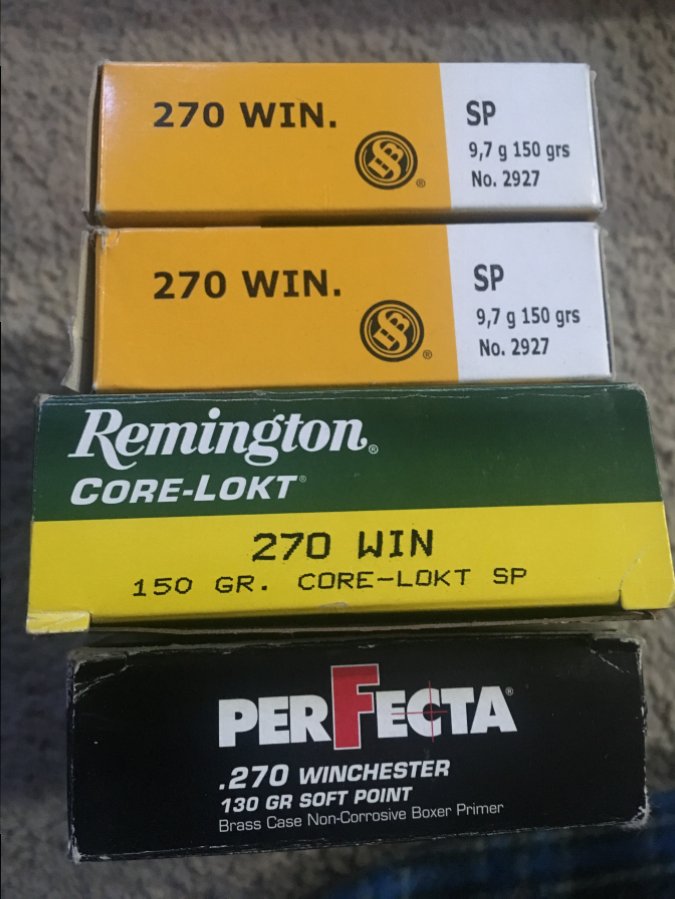 270 WIN.
SP
9,7 g 150 grs
No. 2927
®
270 WIN.
SP
9,7 g 150 grs
No. 2927
®
Remington®
CORE-LOKT®
270 WIN
150 GR. CORE-LOKT SP
PERFECTA®
.270 WINCHESTER
130 GR SOFT POINT
Brass Case Non-Corrosive Boxer Primer